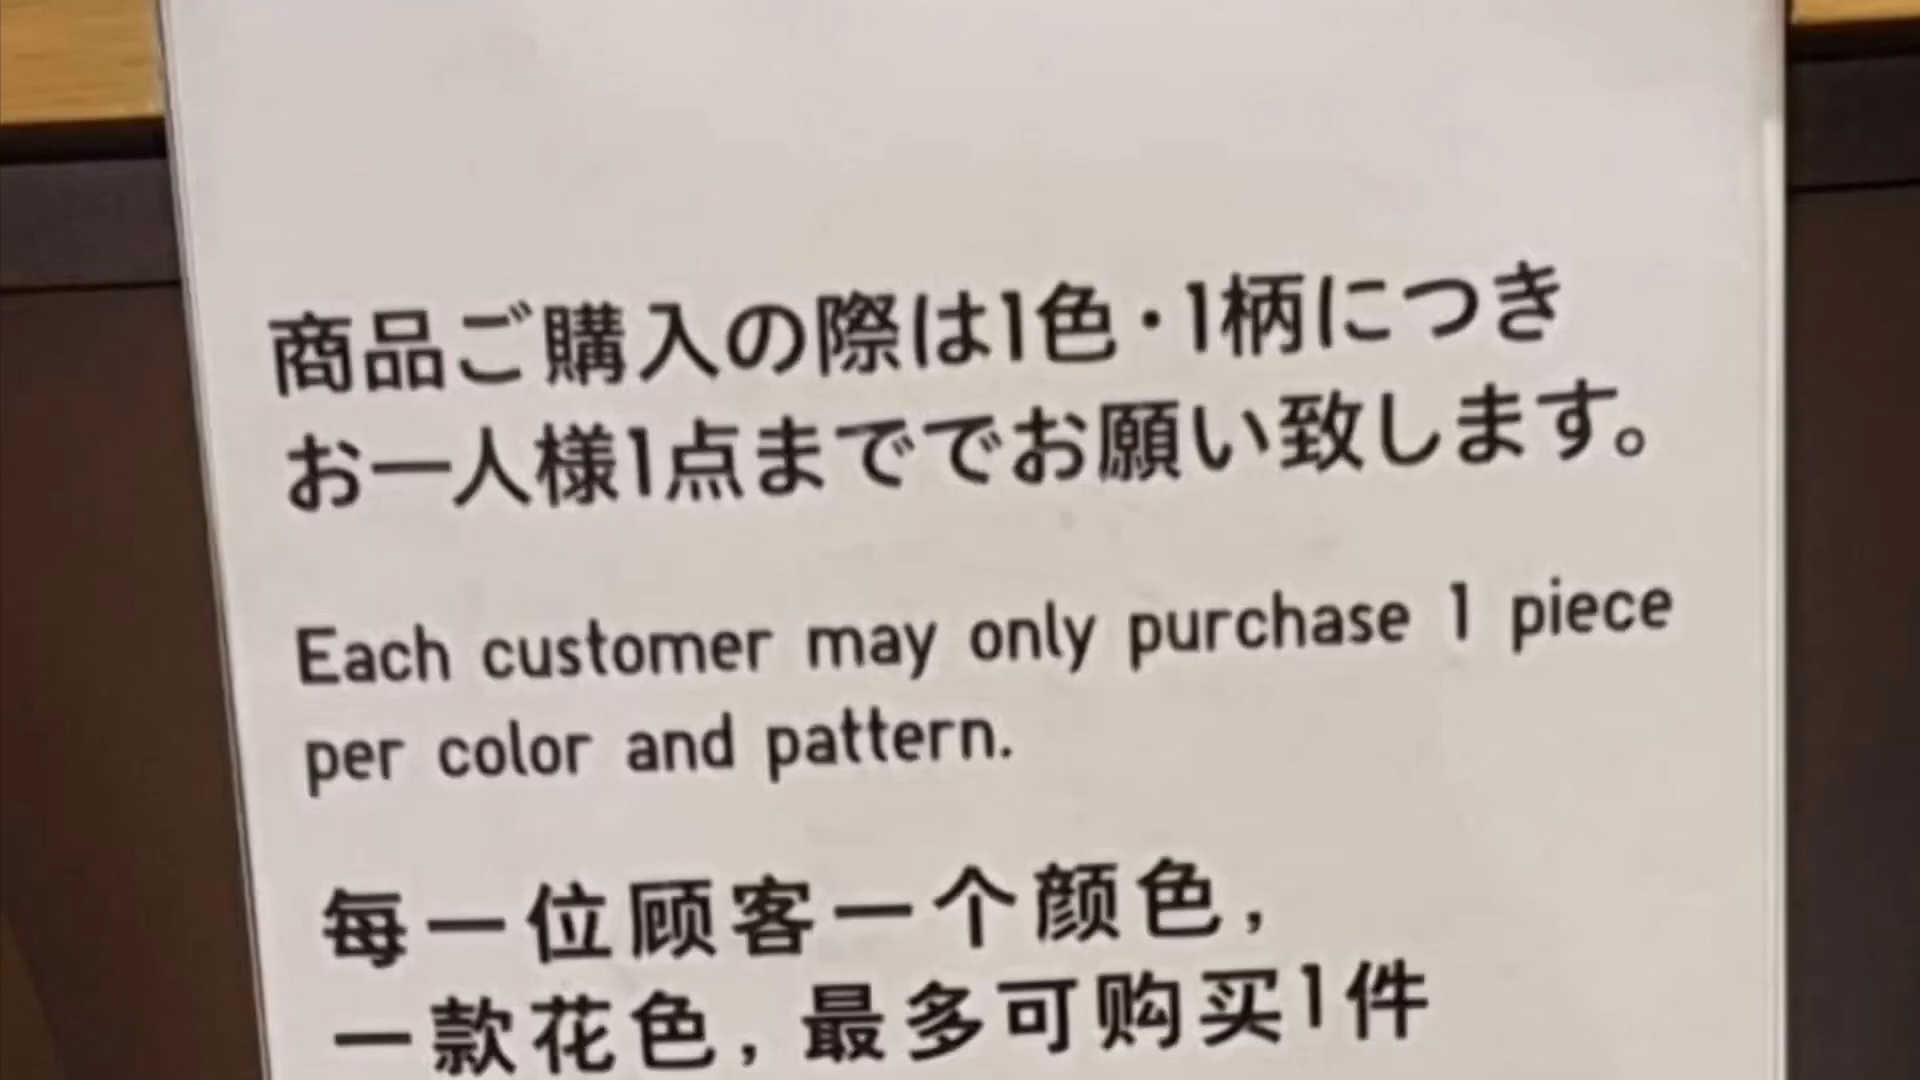 商品ご購入の際は1色・1柄につき
お一人様1点まででお願い致します。
Each customer may only purchase 1 piece
per color and pattern.
每一位顾客一个颜色,
一款花色,最多可购买1件